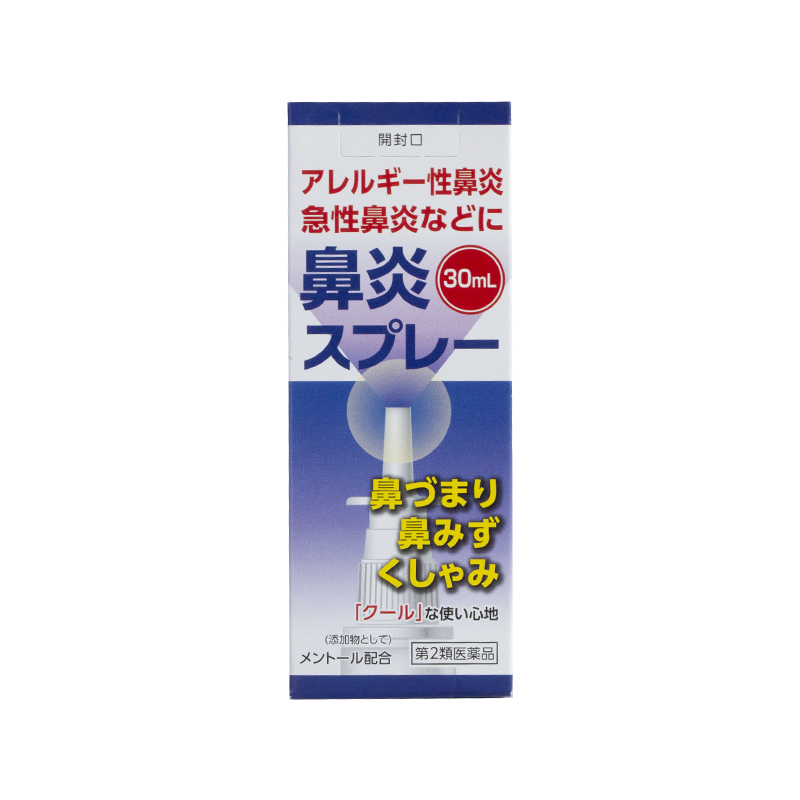 開封口
アレルギー性鼻炎
急性鼻炎などに
鼻炎
30mL
スプレー
鼻づまり
鼻みず
くしゃみ
「クール」な使い心地
(添加物として)
メントール配合
第2類医薬品